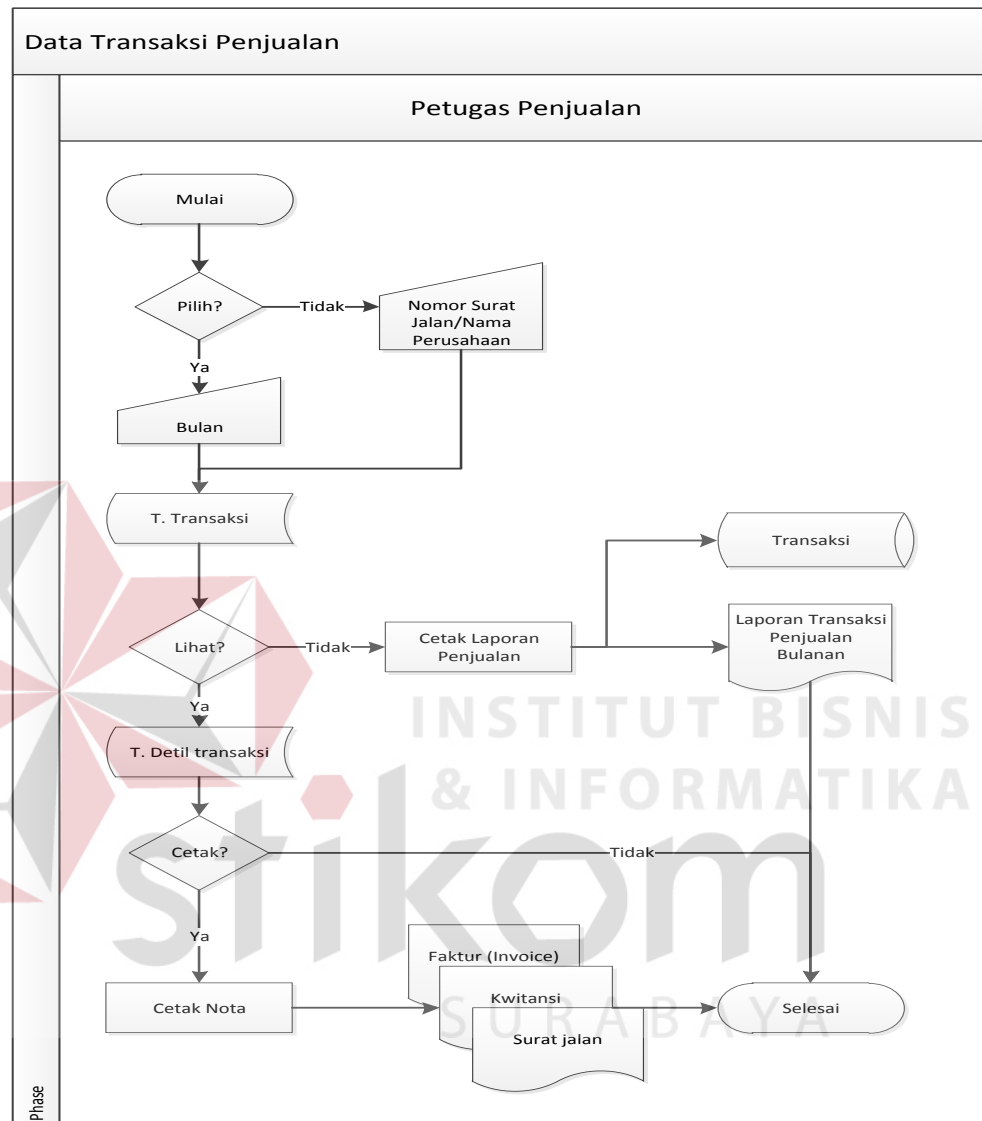 Data Transaksi Penjualan
Petugas Penjualan
Mulai
Pilih?
Tidak
Nomor Surat
Jalan/Nama
Perusahaan
Ya
Bulan
T. Transaksi
Transaksi
Lihat?
Tidak
Cetak Laporan
Penjualan
Laporan Transaksi
Penjualan
Bulanan
Ya
T. Detil transaksi
Cetak?
Tidak
Ya
Cetak Nota
Faktur (Invoice)
Kwitansi
Surat jalan
Selesai
Phase
INSTITUT BISNIS
& INFORMATIKA
stikom
SURABAYA